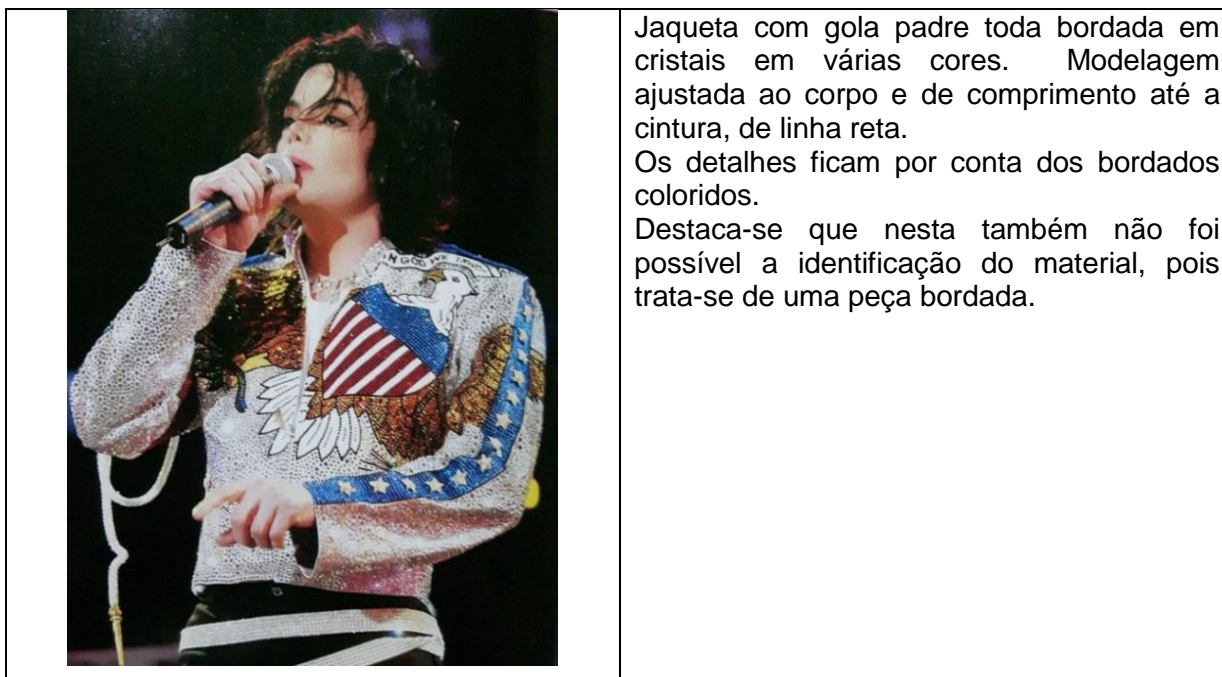 Jaqueta com gola padre toda bordada em
cristais em várias cores. Modelagem
ajustada ao corpo e de comprimento até a
cintura, de linha reta.
Os detalhes ficam por conta dos bordados
coloridos.
Destaca-se que nesta também não foi
possível a identificação do material, pois
trata-se de uma peça bordada.
GOD WE